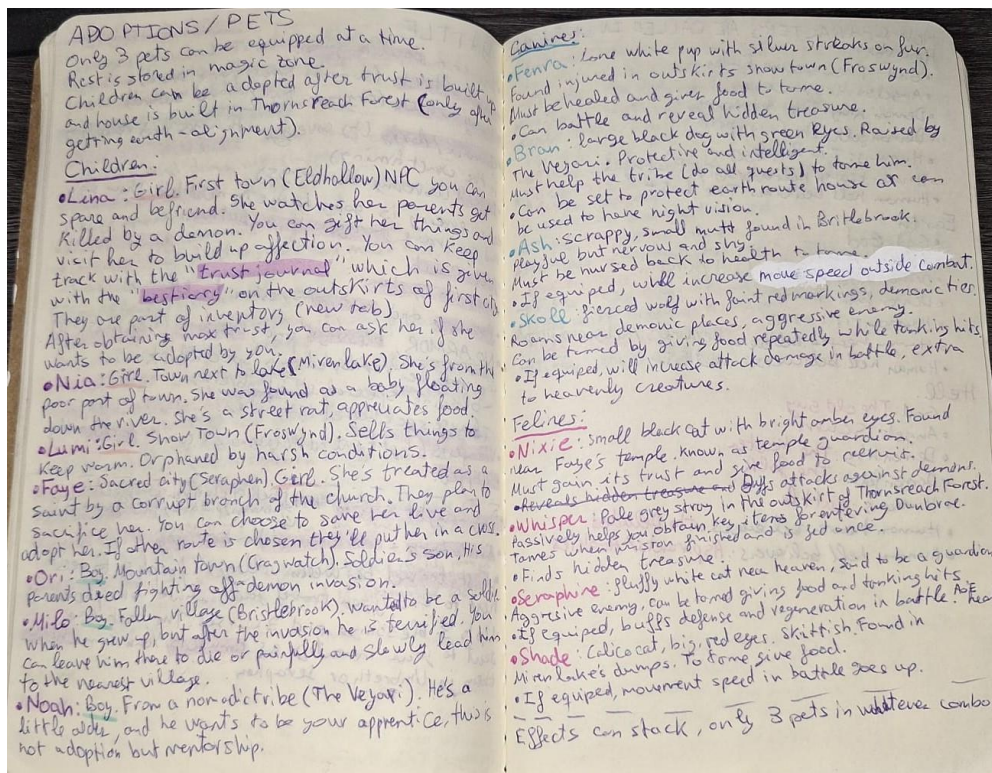 ADOPTIONS/PETS
Only 3 pets can be equipped at a time.
Rest is stored in magic zone.
Children can be adopted after trust is built up
and house is built in Thornsreach Forest (only after
getting earth-alignment).
Children:
•Lina: Girl. First town (Eldhallow) NPC you can
spare and befriend. She watches her parents get
killed by a demon. You can gift her things and
visit her to build up affection. You can keep
track with the "trust journal" which is given
with the "bestiary" on the outskirts of first city
They are part of inventory (new tab).
After obtaining max trust, you can ask her if she
wants to be adopted by you.
•Nia: Girl. Town next to lake (Mirenlake). She's from the
poor part of town. She was found as a baby floating
down the river. She's a street rat, appreciates food.
•Lumi: Girl. Snow Town (Froswynd). Sells things to
keep warm. Orphaned by harsh conditions.
•Faye: Sacred city (Seraphen) Girl. She's treated as a
saint by a corrupt branch of the church. They plan to
sacrifice her. You can choose to save her live and
adopt her. If other route is chosen they'll put her in a
•Ori: Boy. Mountain town (Cragwatch). Soldier's son, His
parents died fighting off demon invasion.
•Milo: Boy. Fallen village (Bristlebrook). Wanted to be a
when he grew up, but after the invasion he is terrified. You
can leave him there to die or painfully and slowly lead him
to the nearest village.
•Noah: Boy. From a nomadic tribe (The Veyari). He's a
little older, and he wants to be your apprentice, this is
not adoption but mentorship.
Canines:
•Fenra: Lone white pup with silver streaks on fur.
Found injured in outskirts snowtown (Froswynd).
Must be healed and given food to tame.
•Can battle and reveal hidden treasure.
•Bran: large black dog with green eyes. Raised by
The Veyari. Protective and intelligent.
Must help the tribe (do all quests) to tame him.
•Can be set to protect earth route house or can
be used to have night vision.
•Ash: scrappy, small mutt found in Britlebrook.
Playful but nervous and shy.
Must be nursed back to health to tame.
•If equiped, will increase move speed outside combat.
•Skoll: fierced wolf with faint red markings, demonic ties.
Roams near demonic places, aggressive enemy.
Can be tamed by giving food repeatedly while tanking hits
•If equiped, will increase attack damage in battle, extra
to heavenly creatures.
Felines:
•Nixie: small black cat with bright amber eyes. Found
near Faye's temple. Known as temple guardian.
Must gain its trust and give food to recruit.
•Reveals hidden treasure and Buffs attacks against demons.
•Whisper: Pale grey stray in the outskirt of Thornsreach Forest.
Passively helps you obtain key items for entering Dunbrae.
Tames when mission finished and is fed once.
•Finds hidden treasure.
•Seraphine: fluffy white cat near heaven, said to be a guardian
Aggressive enemy, can be tamed giving food and tanking hits
•If equiped, buffs defense and regeneration in battle AoE
•Shade: Calico cat, big, red eyes. Skittish. Found in
Mirenlake's dumps. To tame give food.
•If equiped, movement speed in battle goes up.
Effects can stack, only 3 pets in whatever combo